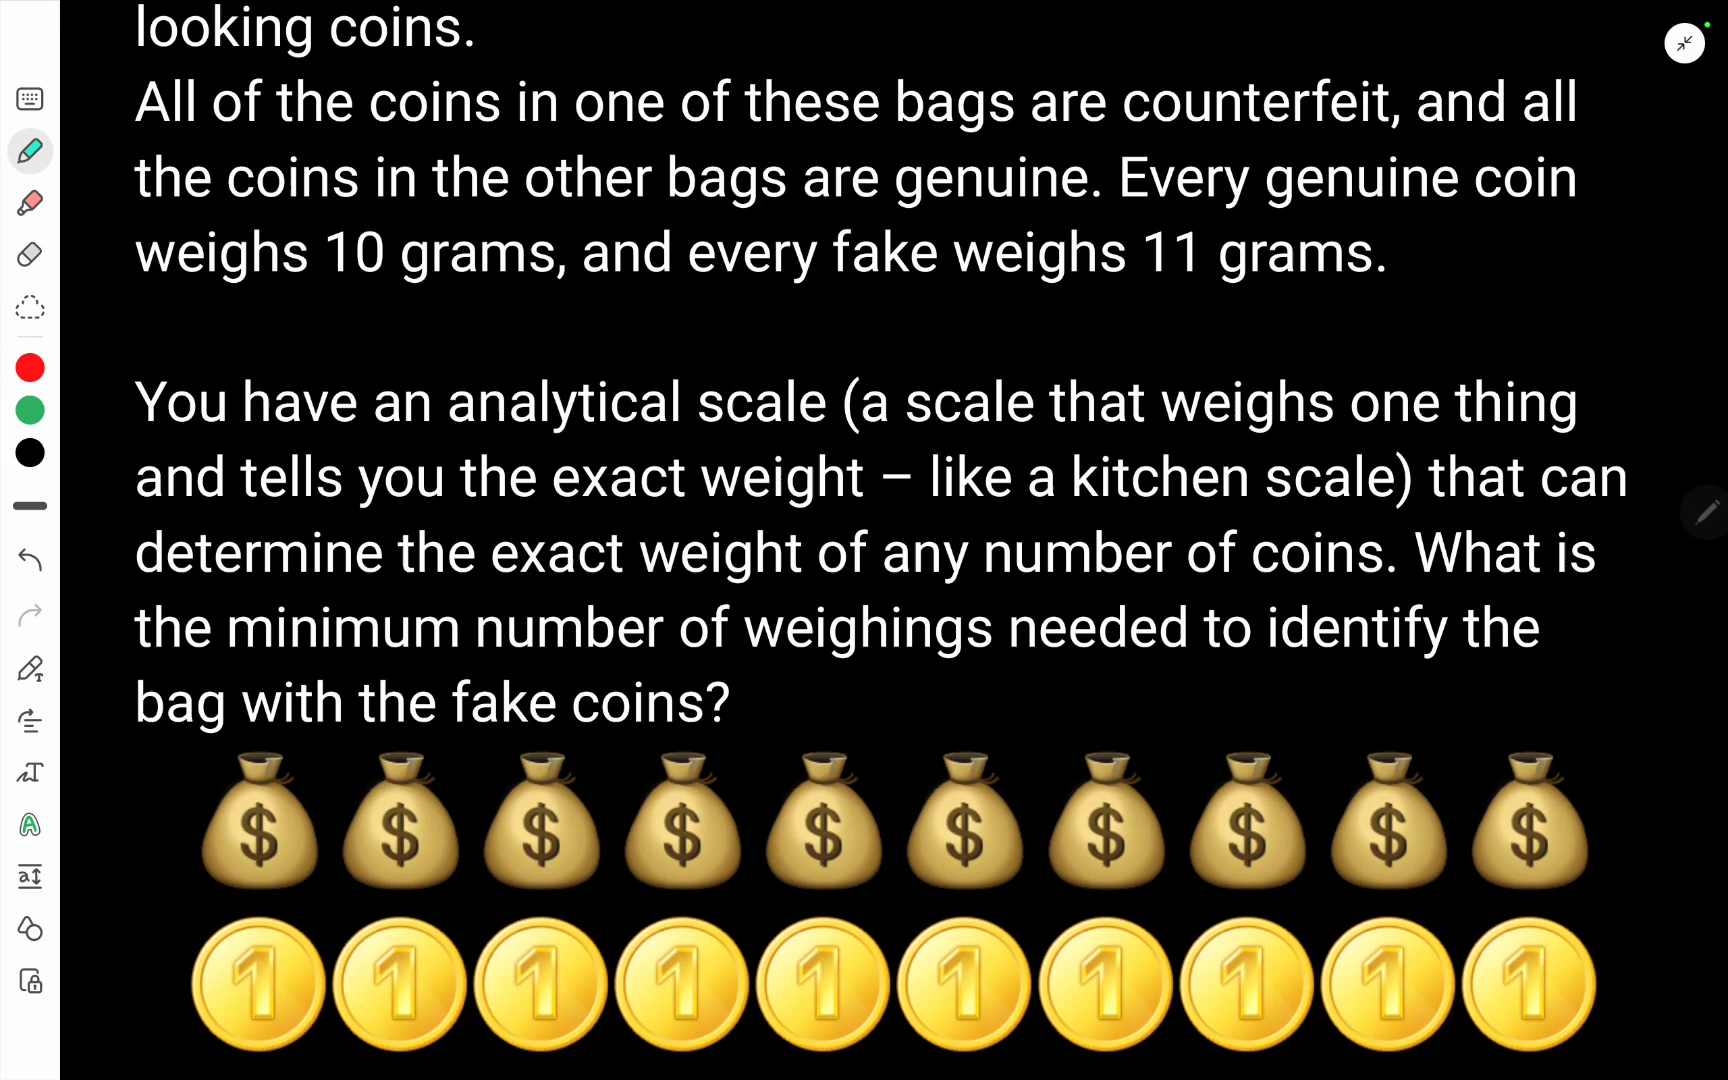 looking coins.
All of the coins in one of these bags are counterfeit, and all
the coins in the other bags are genuine. Every genuine coin
weighs 10 grams, and every fake weighs 11 grams.
You have an analytical scale (a scale that weighs one thing
and tells you the exact weight – like a kitchen scale) that can
determine the exact weight of any number of coins. What is
the minimum number of weighings needed to identify the
bag with the fake coins?
$ $ $ $ $ $ $ $ $ $
1 1 1 1 1 1 1 1 1 1